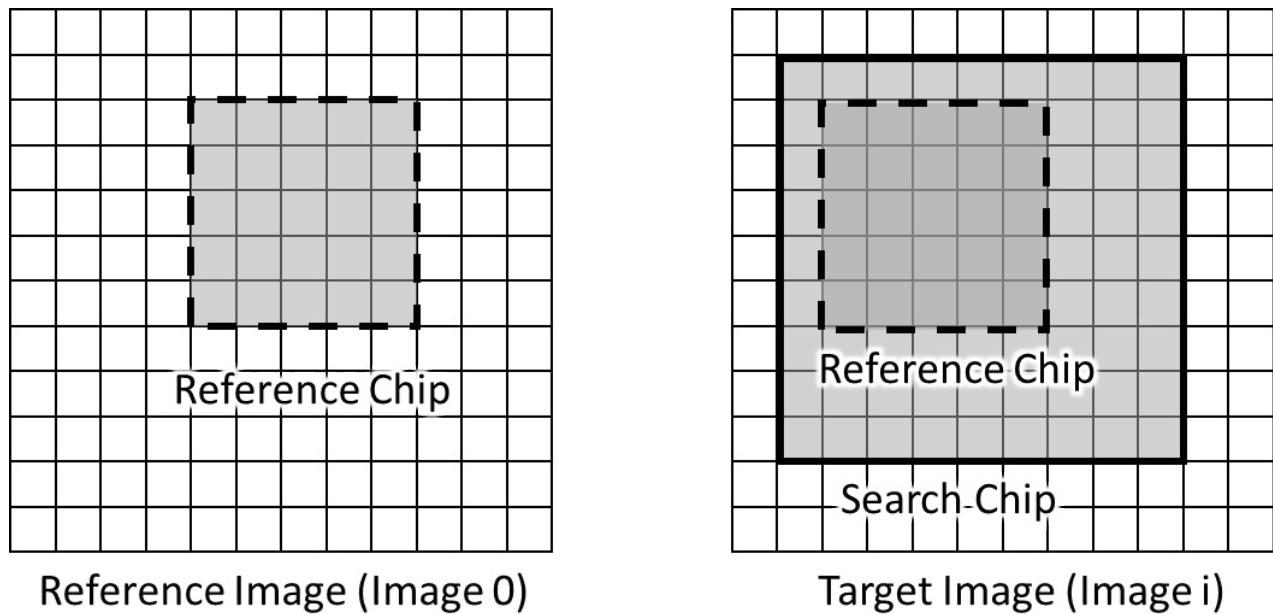 Reference Chip
Reference Image (Image 0)
Reference Chip
Search Chip
Target Image (Image i)